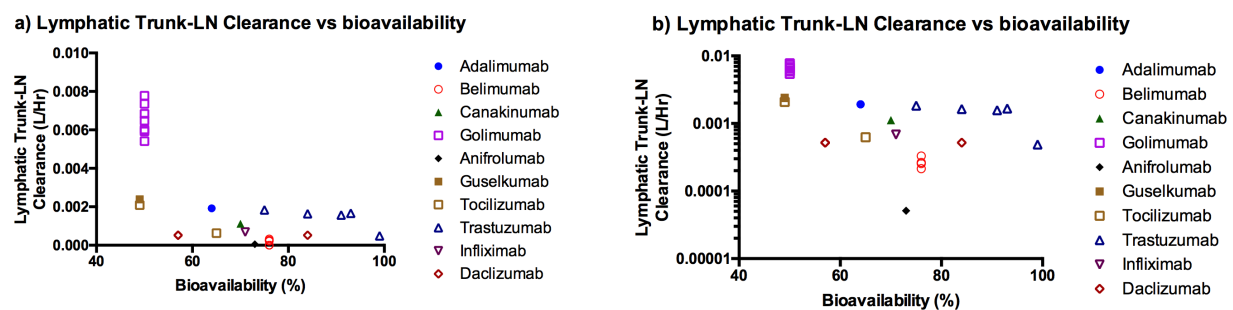 a) Lymphatic Trunk-LN Clearance vs bioavailability
Lymphatic Trunk-LN
Clearance (L/Hr)
0.010
0.008
0.006
0.004
0.002
0.000
40
60
80
100
Bioavailability (%)
Adalimumab
Belimumab
Canakinumab
Golimumab
Anifrolumab
Guselkumab
Tocilizumab
Trastuzumab
Infliximab
Daclizumab
b) Lymphatic Trunk-LN Clearance vs bioavailability
Lymphatic Trunk-LN
Clearance (L/Hr)
0.01
0.001
0.0001
0.00001
40
60
80
100
Bioavailability (%)
Adalimumab
Belimumab
Canakinumab
Golimumab
Anifrolumab
Guselkumab
Tocilizumab
Trastuzumab
Infliximab
Daclizumab